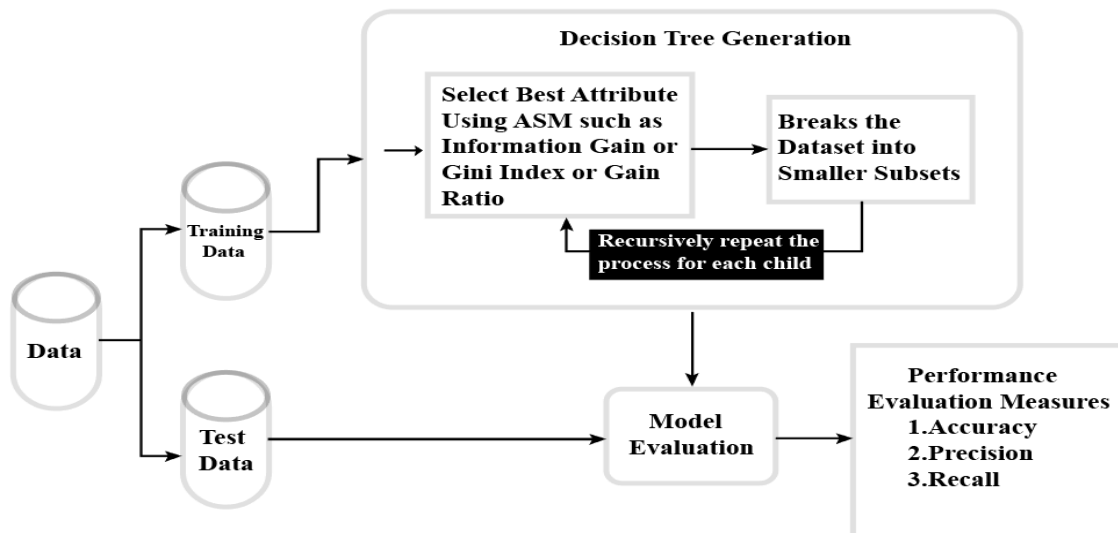 Decision Tree Generation
Select Best Attribute
Using ASM such as
Information Gain or
Gini Index or Gain
Ratio
Breaks the
Dataset into
Smaller Subsets
Recursively repeat the
process for each child
Training
Data
Data
Test
Data
Model
Evaluation
Performance
Evaluation Measures
1.Accuracy
2.Precision
3.Recall